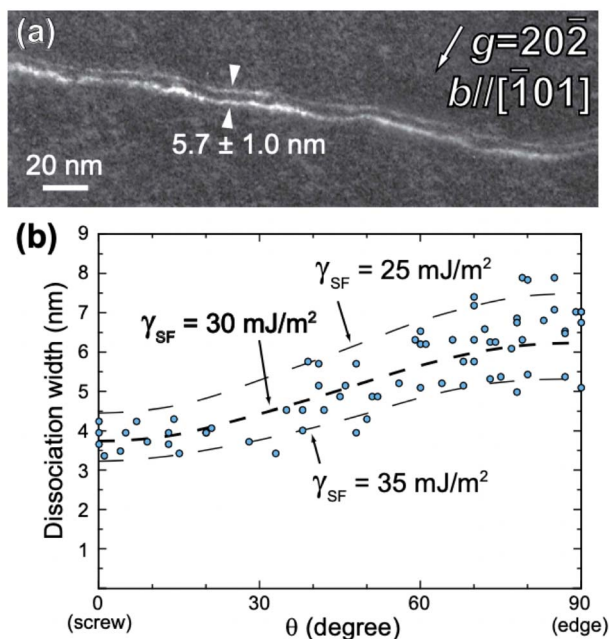 (a)
g=202̅
b//[1̅01]
5.7 ± 1.0 nm
20 nm
(b)
9
8
7
6
5
4
3
2
1
0
30
60
90
(screw)
(edge)
θ (degree)
Dissociation width (nm)
γSF = 25 mJ/m²
γSF = 30 mJ/m²
γSF = 35 mJ/m²